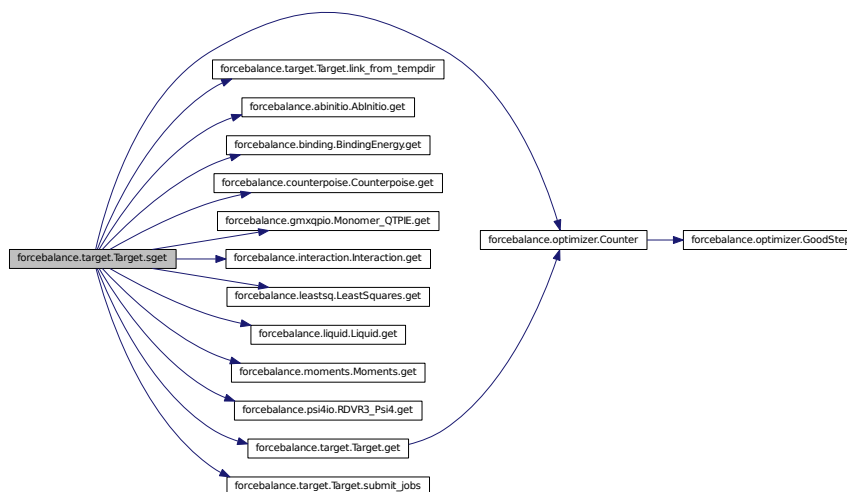 forcebalance.target.Target.sget
forcebalance.target.Target.link_from_tempdir
forcebalance.abinitio.AbInitio.get
forcebalance.binding.BindingEnergy.get
forcebalance.counterpoise.Counterpoise.get
forcebalance.gmxqpio.Monomer_QTPIE.get
forcebalance.interaction.Interaction.get
forcebalance.leastsq.LeastSquares.get
forcebalance.liquid.Liquid.get
forcebalance.moments.Moments.get
forcebalance.psi4io.RDVR3_Psi4.get
forcebalance.target.Target.get
forcebalance.target.Target.submit_jobs
forcebalance.optimizer.Counter
forcebalance.optimizer.GoodStep